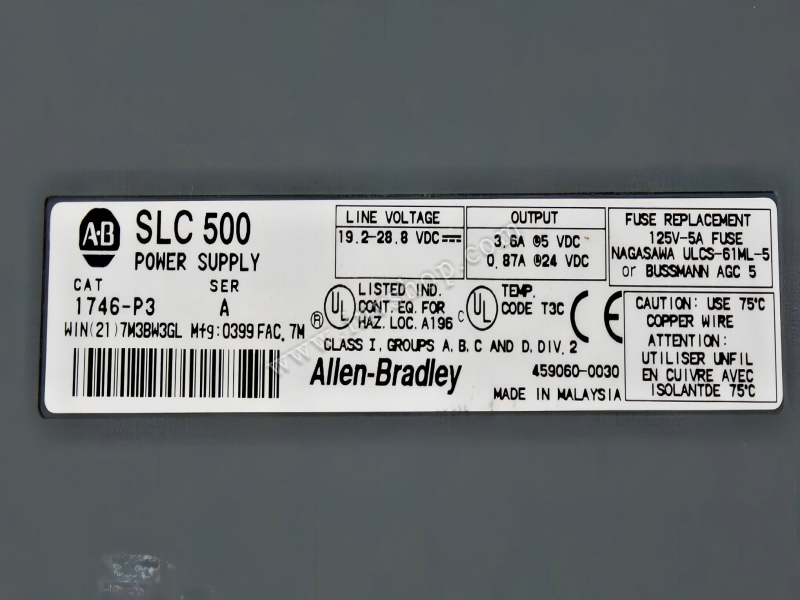 A-B
SLC 500
POWER SUPPLY
CAT SER
1746-P3 A
WIN(21)7M3BW3GL Mfg:0399 FAC. 7M
LINE VOLTAGE
19.2-28.8 VDC
OUTPUT
3.6A @5 VDC
0.87A @24 VDC
FUSE REPLACEMENT
125V-5A FUSE
NAGASAWA ULCS-61ML-5
or BUSSMANN AGC 5
UL
®
LISTED IND.
CONT. EQ. FOR
HAZ. LOC. A196
C UL
TEMP.
CODE T3C
CE
CLASS I, GROUPS A, B, C AND D, DIV. 2
Allen-Bradley
459060-0030
MADE IN MALAYSIA
CAUTION: USE 75°C
COPPER WIRE
ATTENTION:
UTILISER UNFIL
EN CUIVRE AVEC
ISOLANTDE 75°C